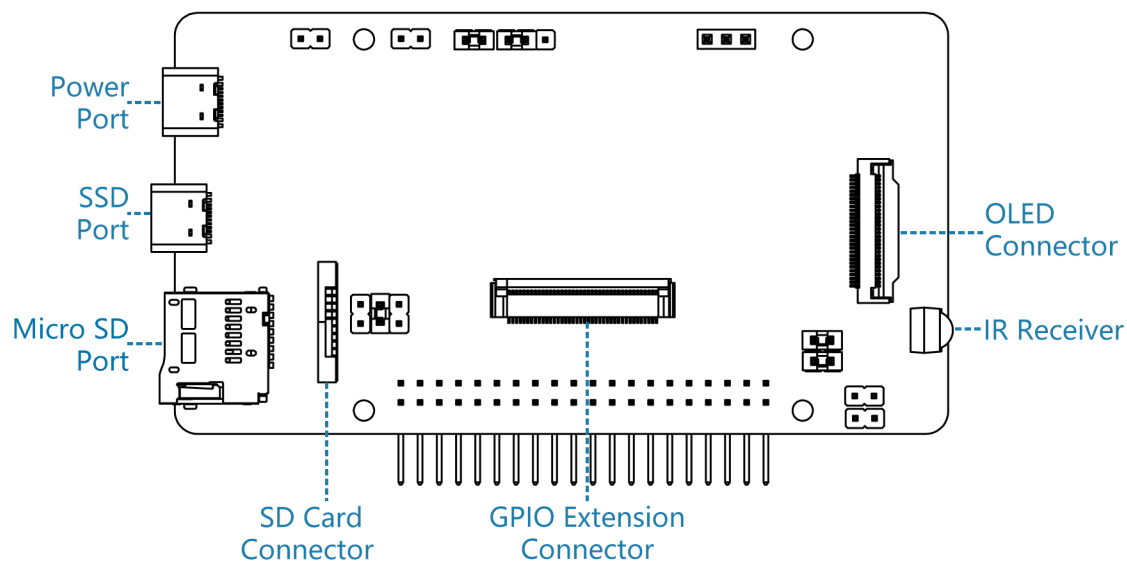 Power
Port
SSD
Port
OLED
Connector
Micro SD
Port
IR Receiver
SD Card
Connector
GPIO Extension
Connector